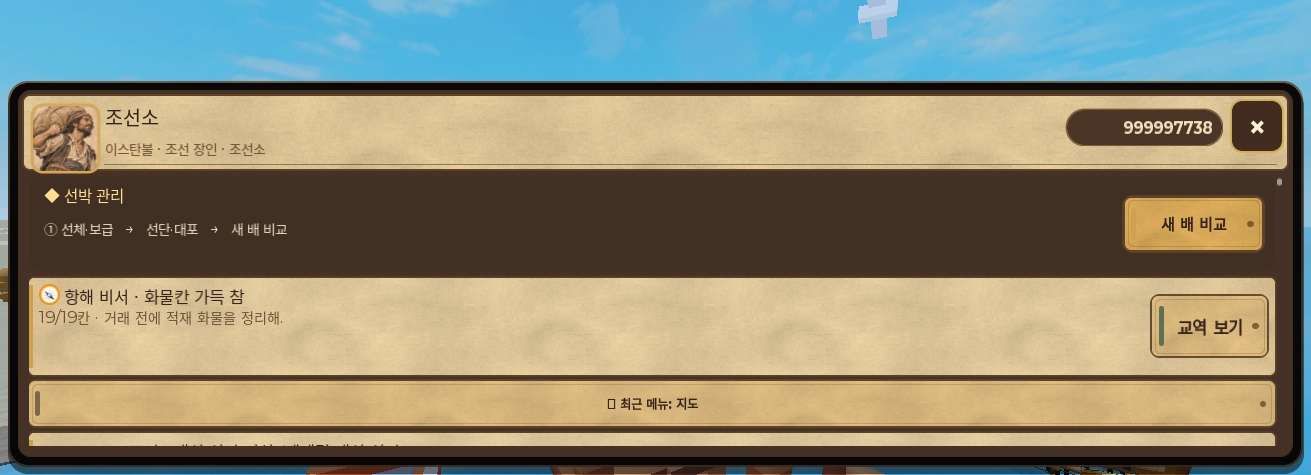 조선소
이스탄불 · 조선 장인 · 조선소
999997738
◆ 선박 관리
① 선체·보급 → 선단·대포 → 새 배 비교
새 배 비교
항해 비서 · 화물칸 가득 참
19/19칸 · 거래 전에 적재 화물을 정리해.
교역 보기
최근 메뉴: 지도